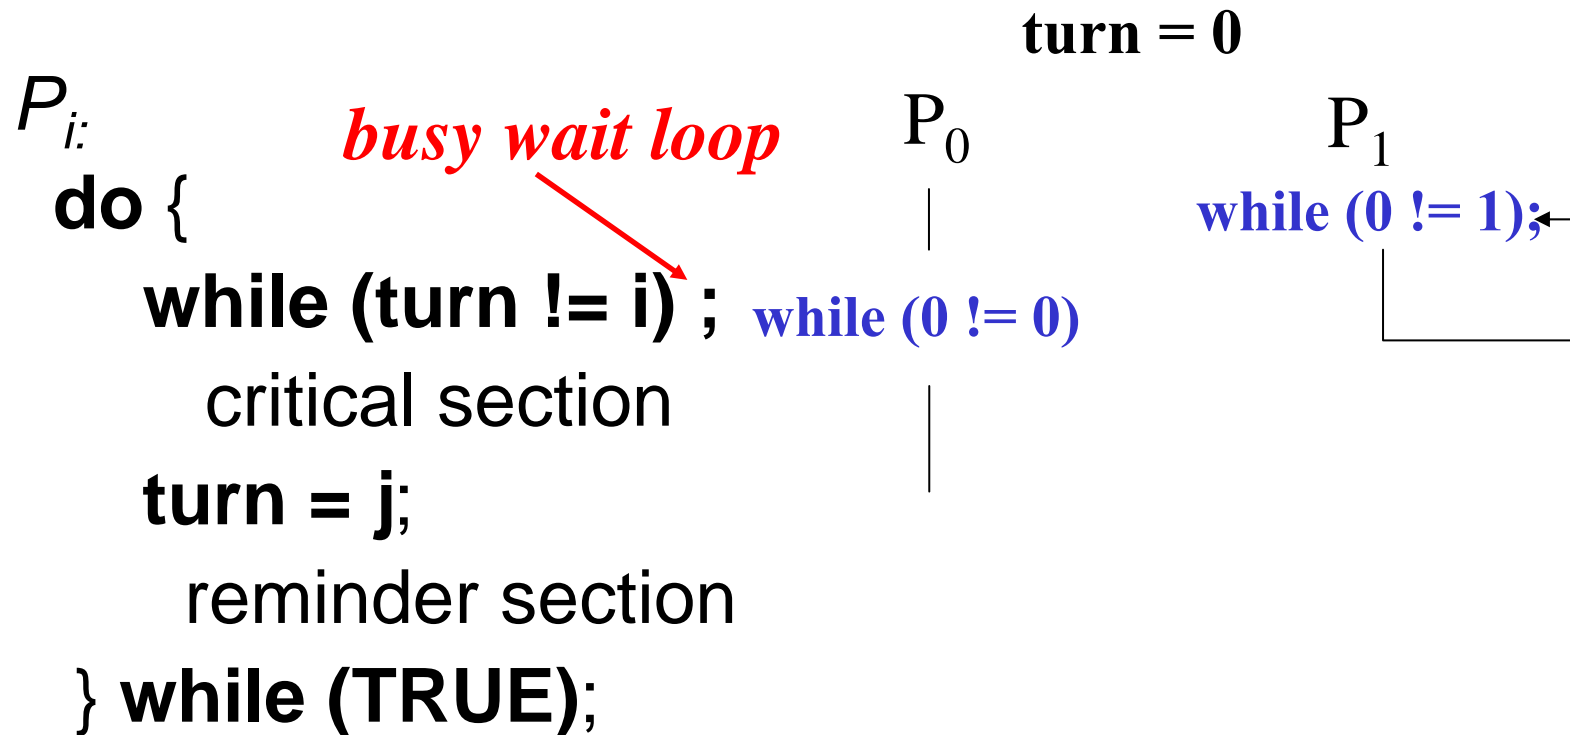 turn = 0
Pi:
busy wait loop
P0
P1
do {
while (0 != 1);
while (turn != i) ;
while (0 != 0)
critical section
turn = j;
reminder section
} while (TRUE);